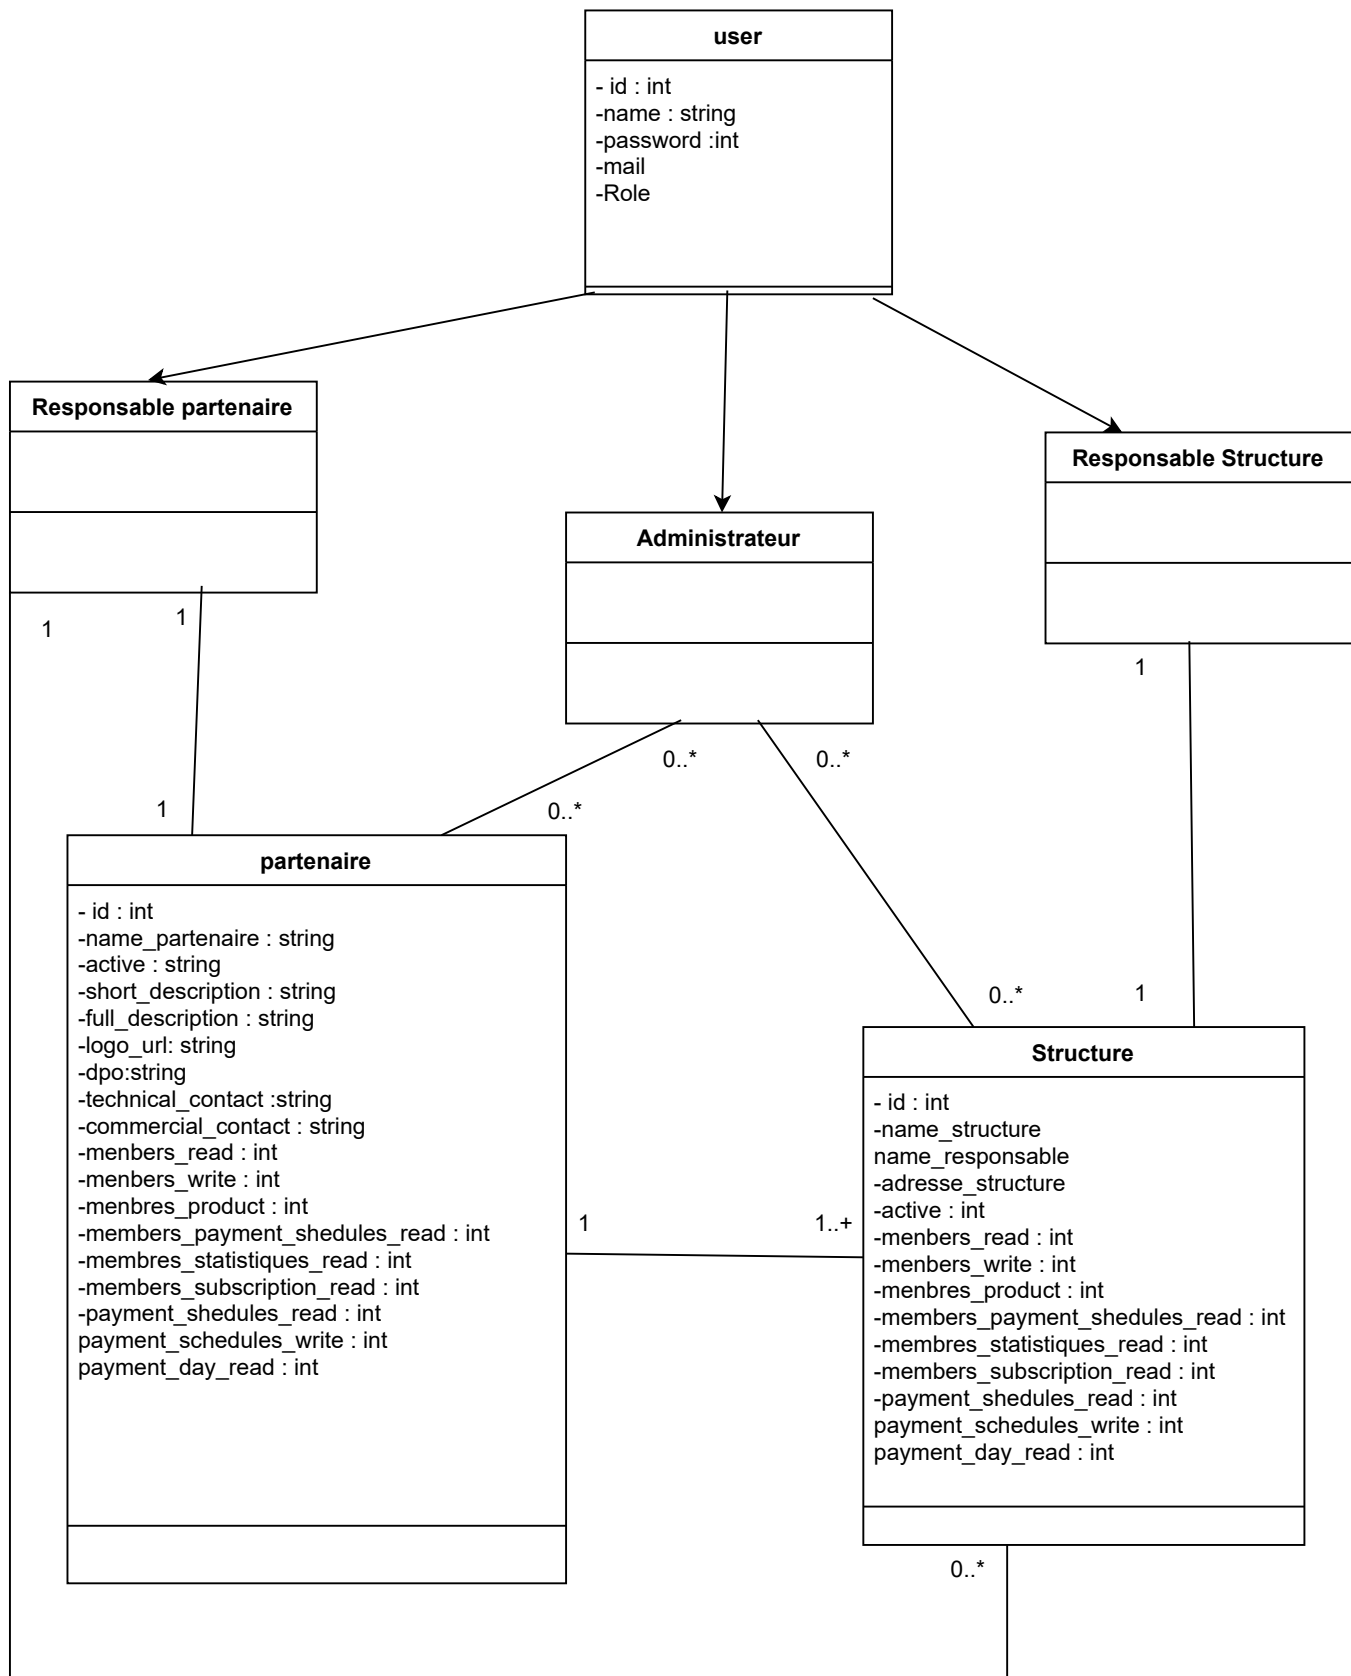 user
- id : int
-name : string
-password :int
-mail
-Role
Responsable partenaire
Responsable Structure
Administrateur
1
1
1
0..*
0..*
1
0..*
0..*
1
partenaire
- id : int
-name_partenaire : string
-active : string
-short_description : string
-full_description : string
-logo_url: string
-dpo:string
-technical_contact :string
-commercial_contact : string
-menbers_read : int
-menbers_write : int
-menbres_product : int
-members_payment_shedules_read : int
-membres_statistiques_read : int
-members_subscription_read : int
-payment_shedules_read : int
payment_schedules_write : int
payment_day_read : int
1
1..+
Structure
- id : int
-name_structure
name_responsable
-adresse_structure
-active : int
-menbers_read : int
-menbers_write : int
-menbres_product : int
-members_payment_shedules_read : int
-membres_statistiques_read : int
-members_subscription_read : int
-payment_shedules_read : int
payment_schedules_write : int
payment_day_read : int
0..*